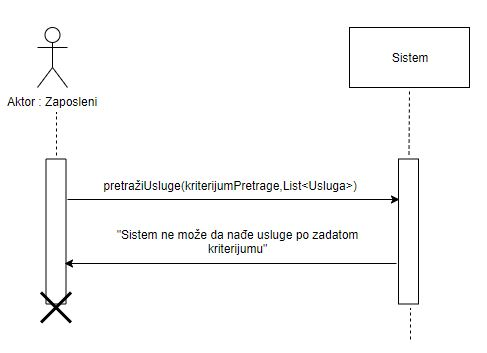 Sistem
Aktor : Zaposleni
pretražiUsluge(kriterijumPretrage,List<Usluga>)
"Sistem ne može da nađe usluge po zadatom
kriterijumu"